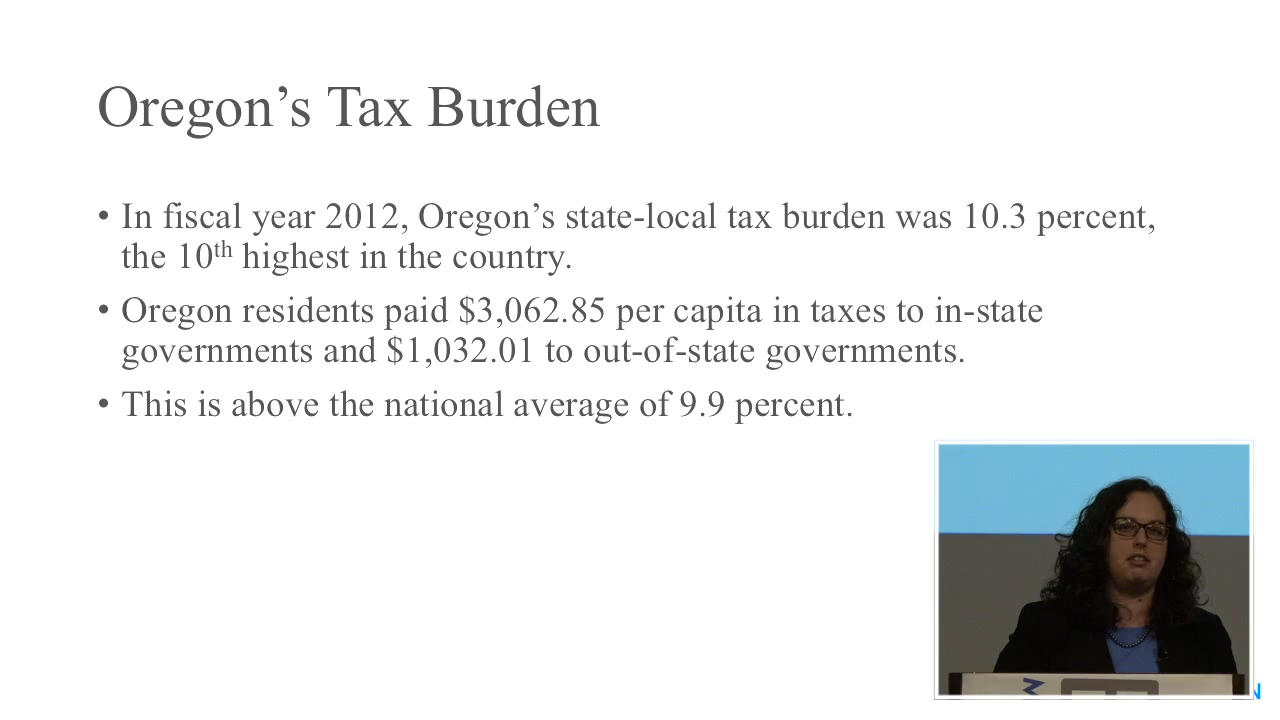 Oregon’s Tax Burden
• In fiscal year 2012, Oregon’s state-local tax burden was 10.3 percent,
the 10th highest in the country.
• Oregon residents paid $3,062.85 per capita in taxes to in-state
governments and $1,032.01 to out-of-state governments.
• This is above the national average of 9.9 percent.